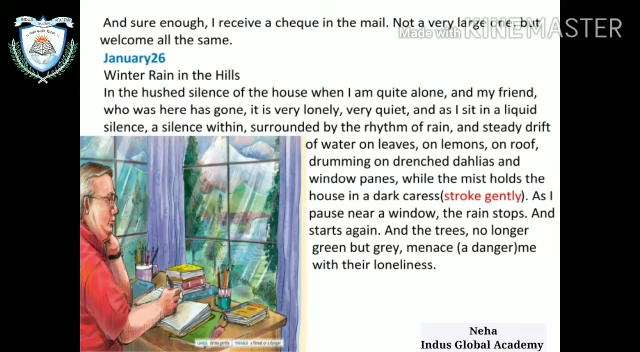 And sure enough, I receive a cheque in the mail. Not a very large one, but
welcome all the same.
Made with KINEMASTER
January26
Winter Rain in the Hills
In the hushed silence of the house when I am quite alone, and my friend,
who was here has gone, it is very lonely, very quiet, and as I sit in a liquid
silence, a silence within, surrounded by the rhythm of rain, and steady drift
of water on leaves, on lemons, on roof,
drumming on drenched dahlias and
window panes, while the mist holds the
house in a dark caress(stroke gently). As I
pause near a window, the rain stops. And
starts again. And the trees, no longer
green but grey, menace (a danger)me
with their loneliness.
Neha
Indus Global Academy